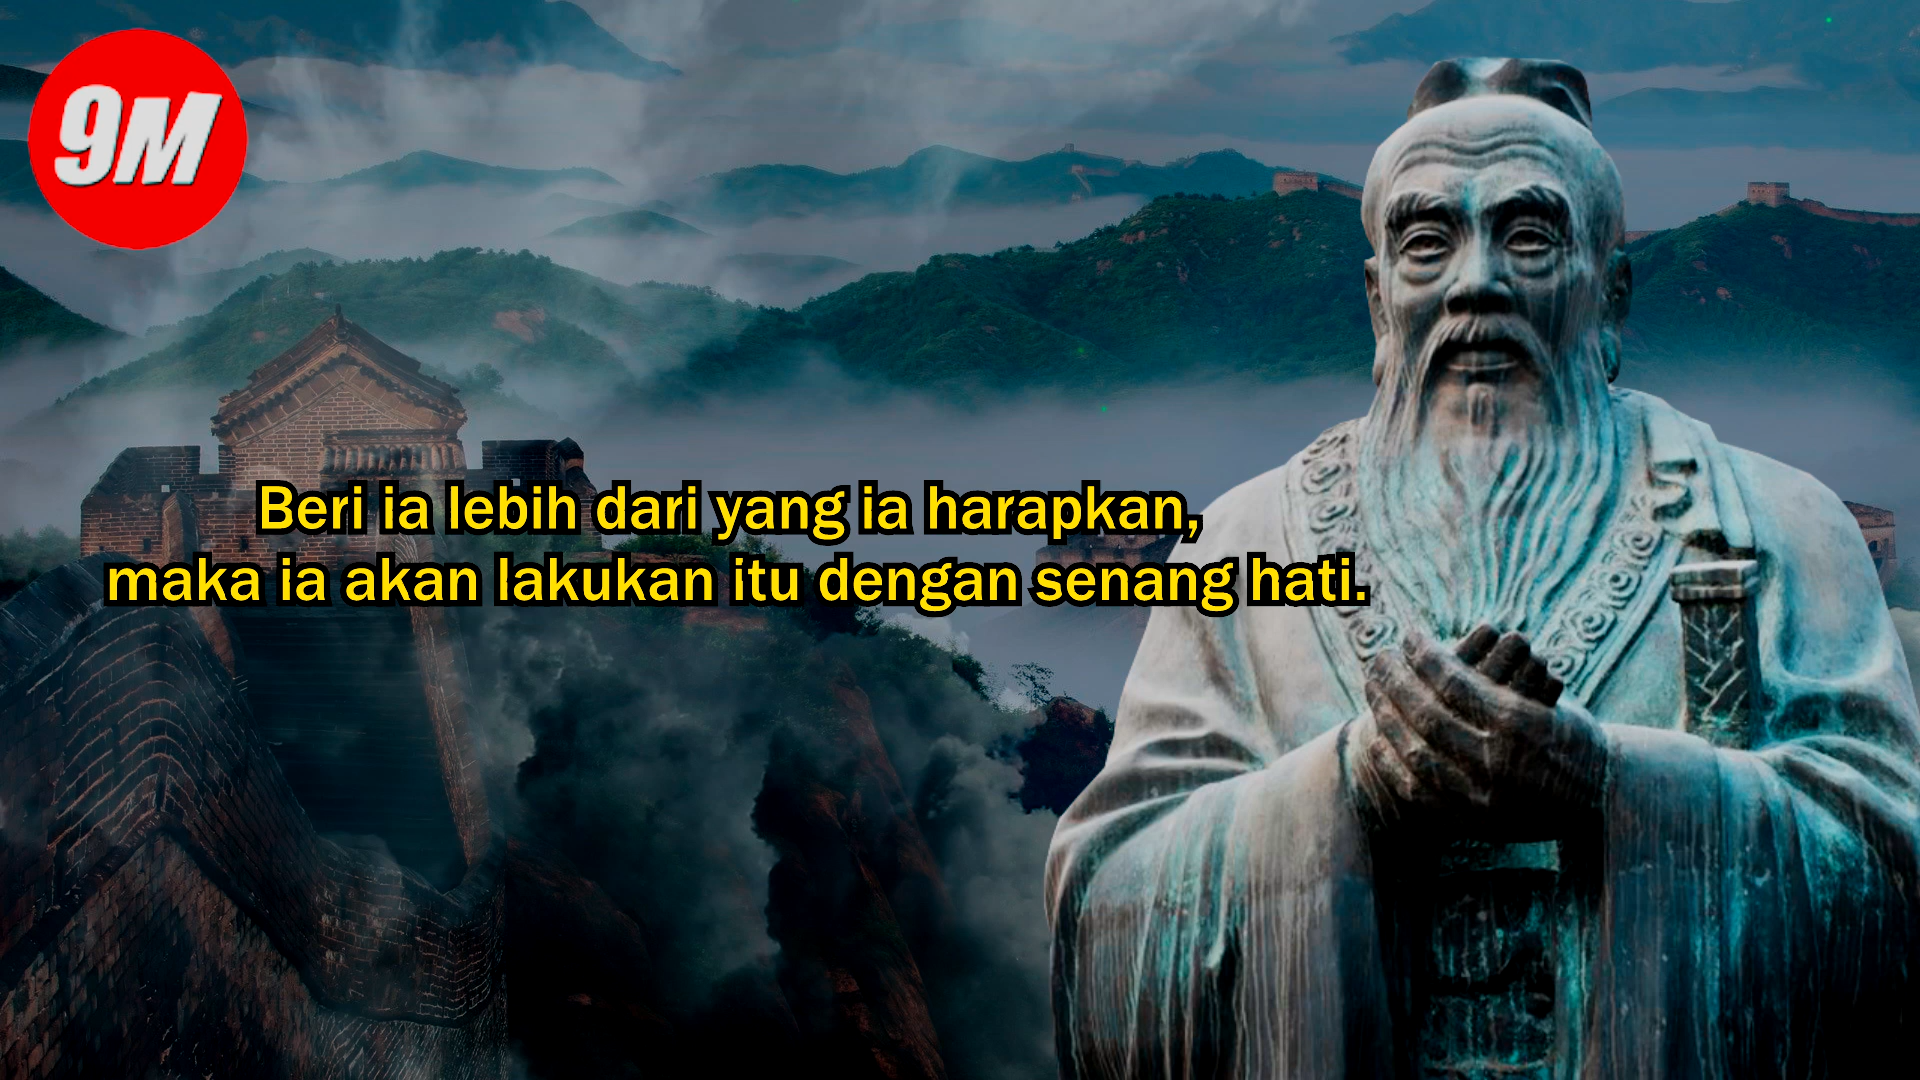 9M
Beri ia lebih dari yang ia harapkan,
maka ia akan lakukan itu dengan senang hati.